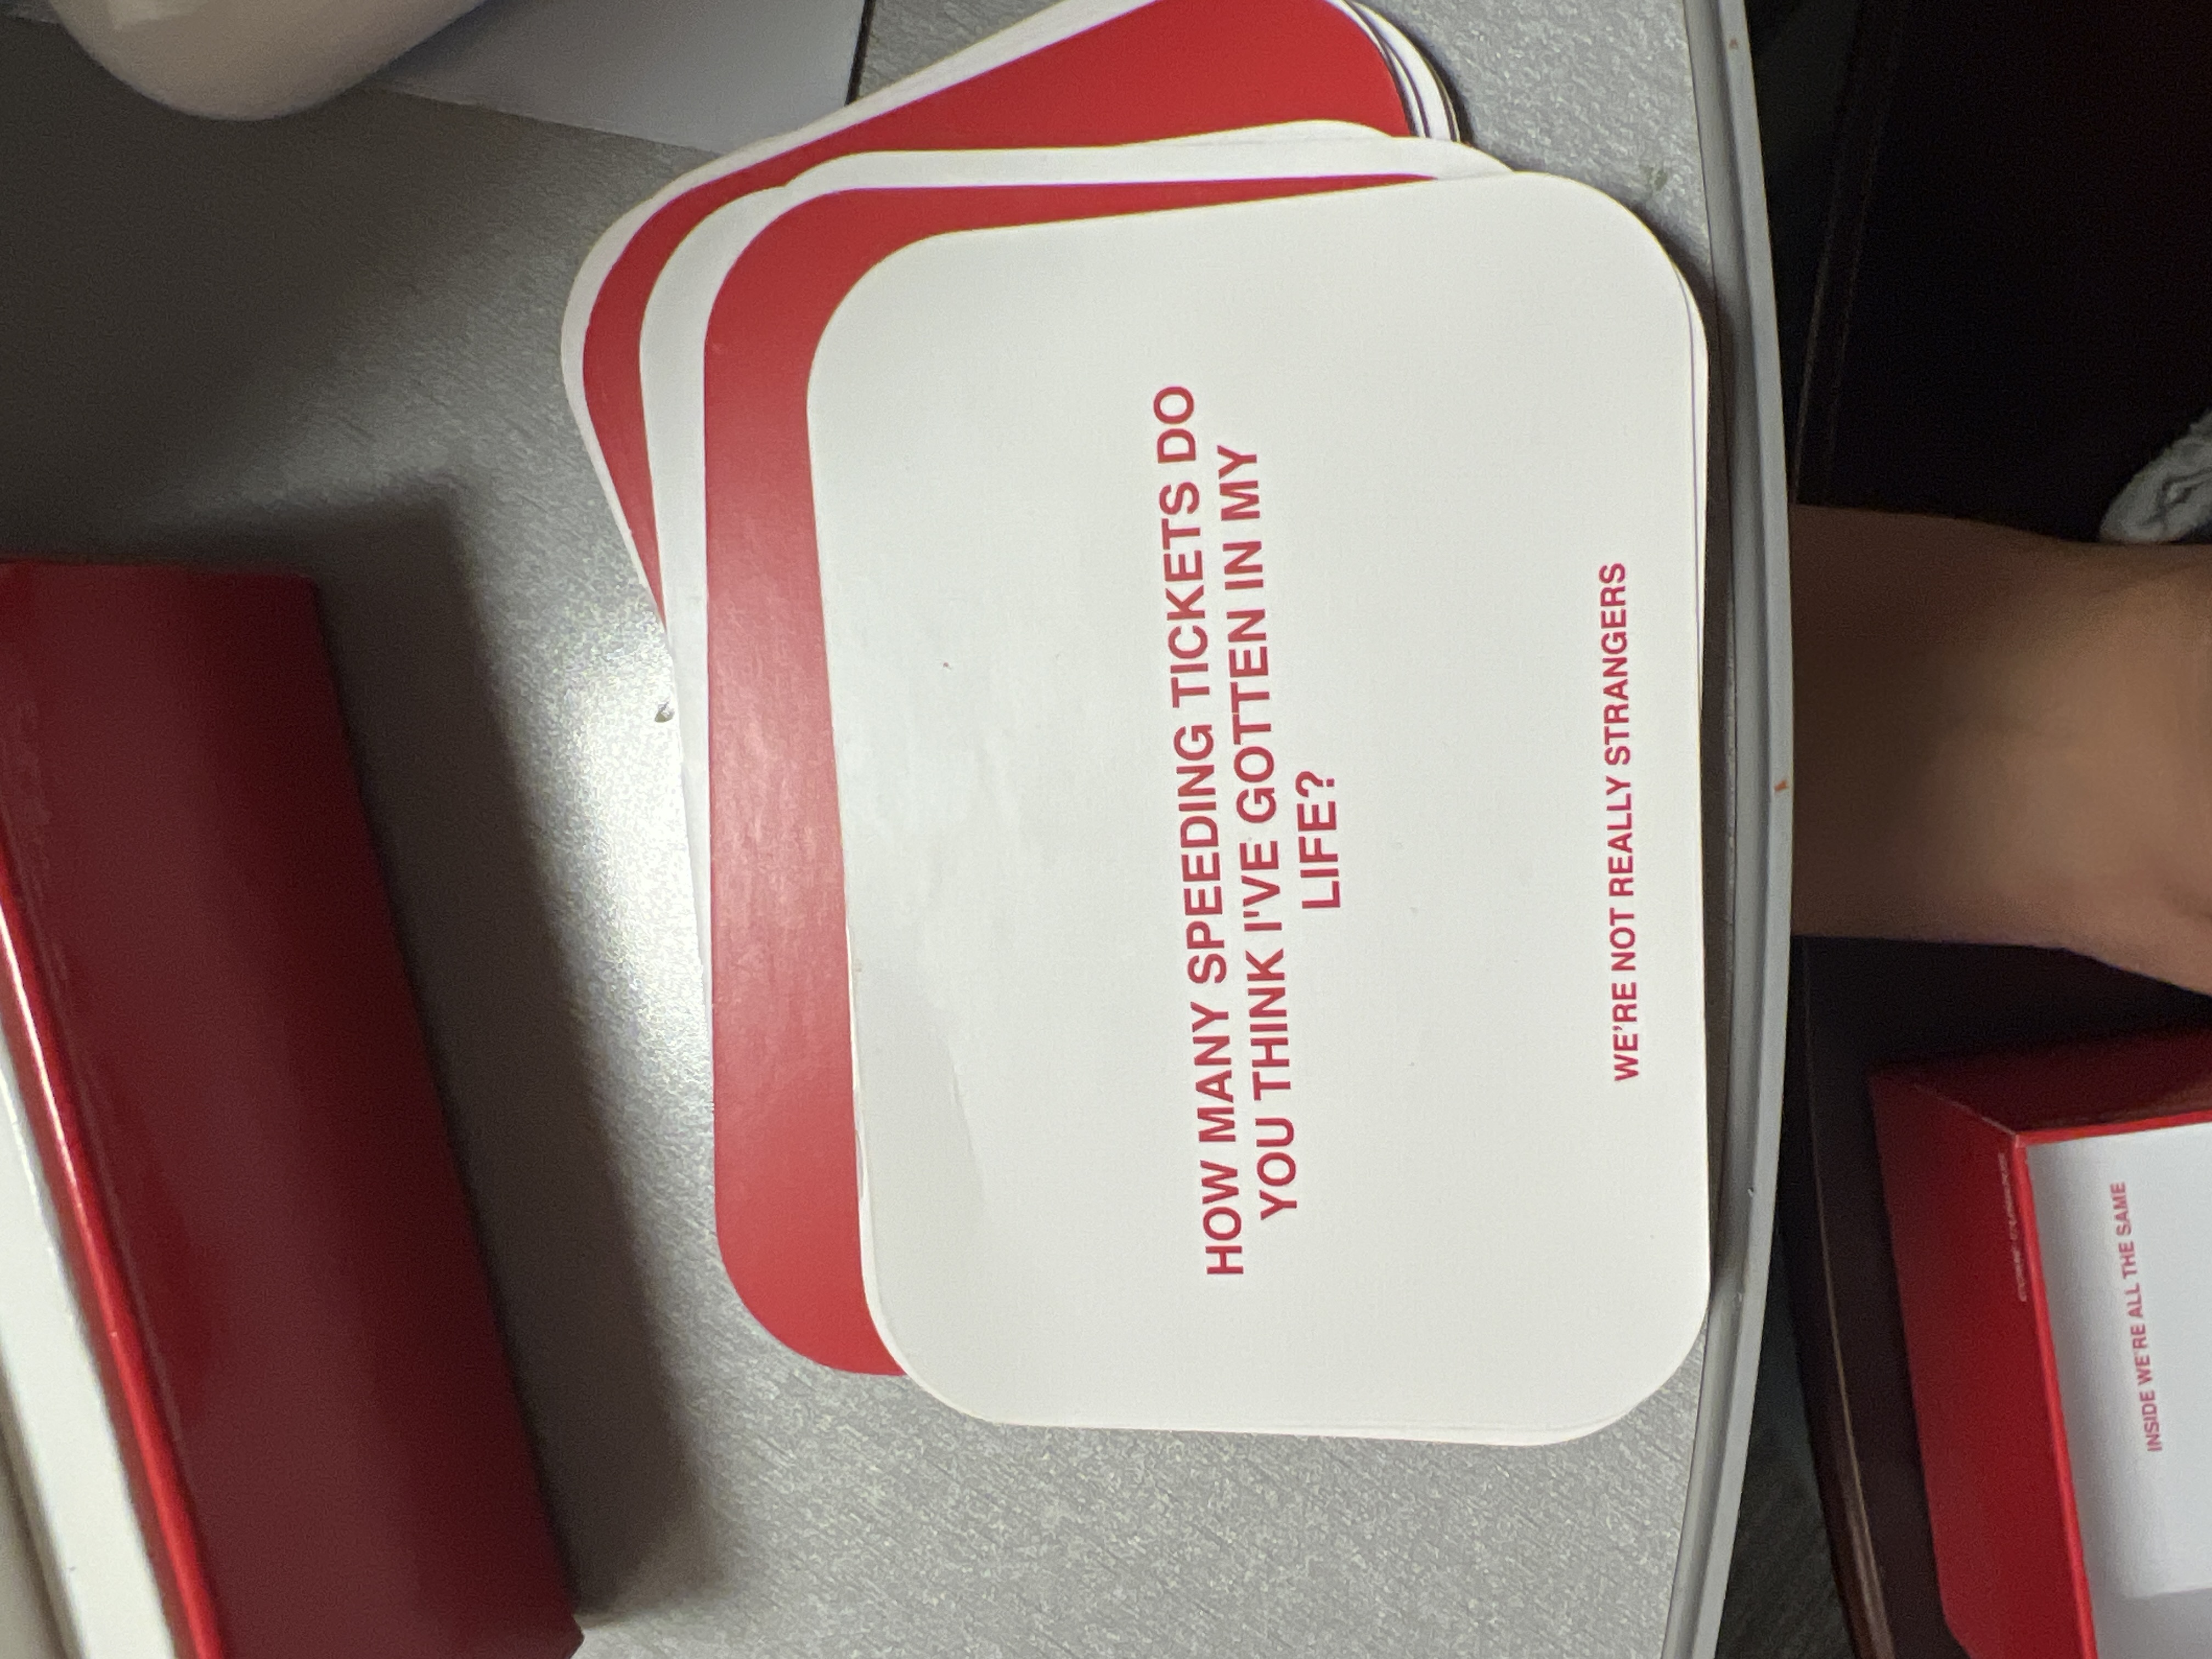 HOW MANY SPEEDING TICKETS DO
YOU THINK I'VE GOTTEN IN MY
LIFE?
WE'RE NOT REALLY STRANGERS
INSIDE WE'RE ALL THE SAME